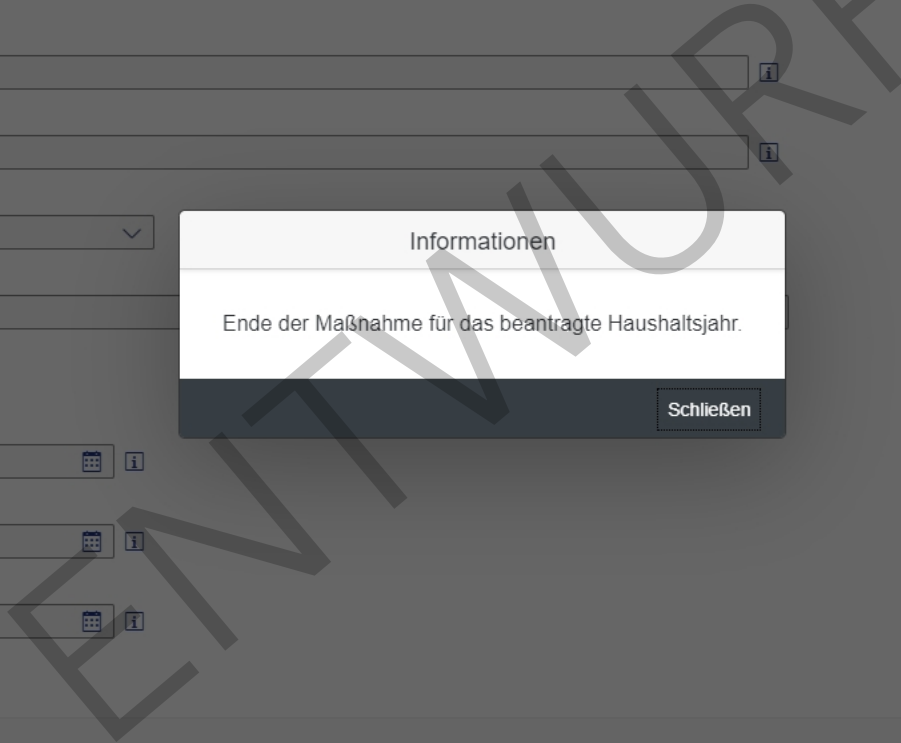 Informationen
Ende der Maßnahme für das beantragte Haushaltsjahr.
Schließen
ENTWURF